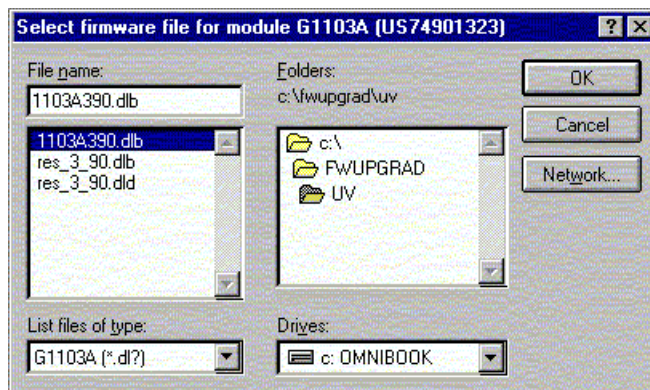 Select firmware file for module G1103A (US74901323)
File name:
1103A390.dlb
1103A390.dlb
res_3_90.dlb
res_3_90.dld
List files of type:
G1103A (*.dl?)
Folders:
c:\fwupgrad\uv
c:\
FWUPGRAD
UV
Drives:
c: OMNIBOOK
OK
Cancel
Network...